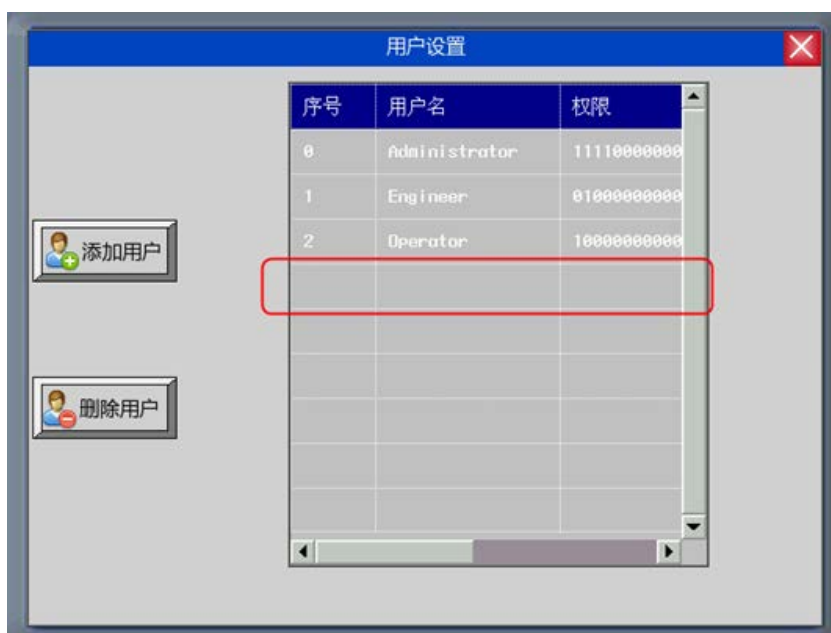 用户设置
序号 用户名 权限
0 Administrator 11110000000
1 Engineer 01000000000
2 Operator 10000000000
添加用户
删除用户